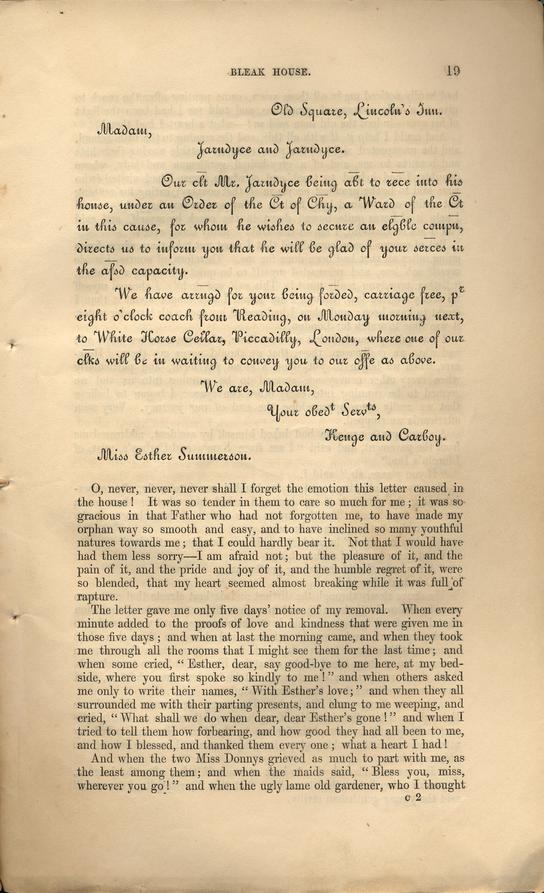 BLEAK HOUSE. 19
Old Square, Lincoln's Inn.
Madam,
Jarndyce and Jarndyce.
Our clt Mr. Jarndyce being abt to rece into his
house, under an Order of the Ct of Chy, a Ward of the Ct
in this cause, for whom he wishes to secure an elgble compn,
directs us to inform you that he will be glad of your serces in
the afsd capacity.
We have arrngd for your being forded, carriage free, pr
eight o'clock coach from Reading, on Monday morning next,
to White Horse Cellar, Piccadilly, London, where one of our
clks will be in waiting to convey you to our offe as above.
We are, Madam,
Your obedt Servts,
Kenge and Carboy.
Miss Esther Summerson.
O, never, never, never shall I forget the emotion this letter caused in
the house! It was so tender in them to care so much for me; it was so
gracious in that Father who had not forgotten me, to have made my
orphan way so smooth and easy, and to have inclined so many youthful
natures towards me; that I could hardly bear it. Not that I would have
had them less sorry—I am afraid not; but the pleasure of it, and the
pain of it, and the pride and joy of it, and the humble regret of it, were
so blended, that my heart seemed almost breaking while it was full of
rapture.
The letter gave me only five days' notice of my removal. When every
minute added to the proofs of love and kindness that were given me in
those five days; and when at last the morning came, and when they took
me through all the rooms that I might see them for the last time; and
when some cried, "Esther, dear, say good-bye to me here, at my bed-
side, where you first spoke so kindly to me!" and when others asked
me only to write their names, "With Esther's love;" and when they all
surrounded me with their parting presents, and clung to me weeping, and
cried, "What shall we do when dear, dear Esther's gone!" and when I
tried to tell them how forbearing, and how good they had all been to me,
and how I blessed, and thanked them every one; what a heart I had!
And when the two Miss Donnys grieved as much to part with me, as
the least among them; and when the maids said, "Bless you, miss,
wherever you go!" and when the ugly lame old gardener, who I thought
C 2